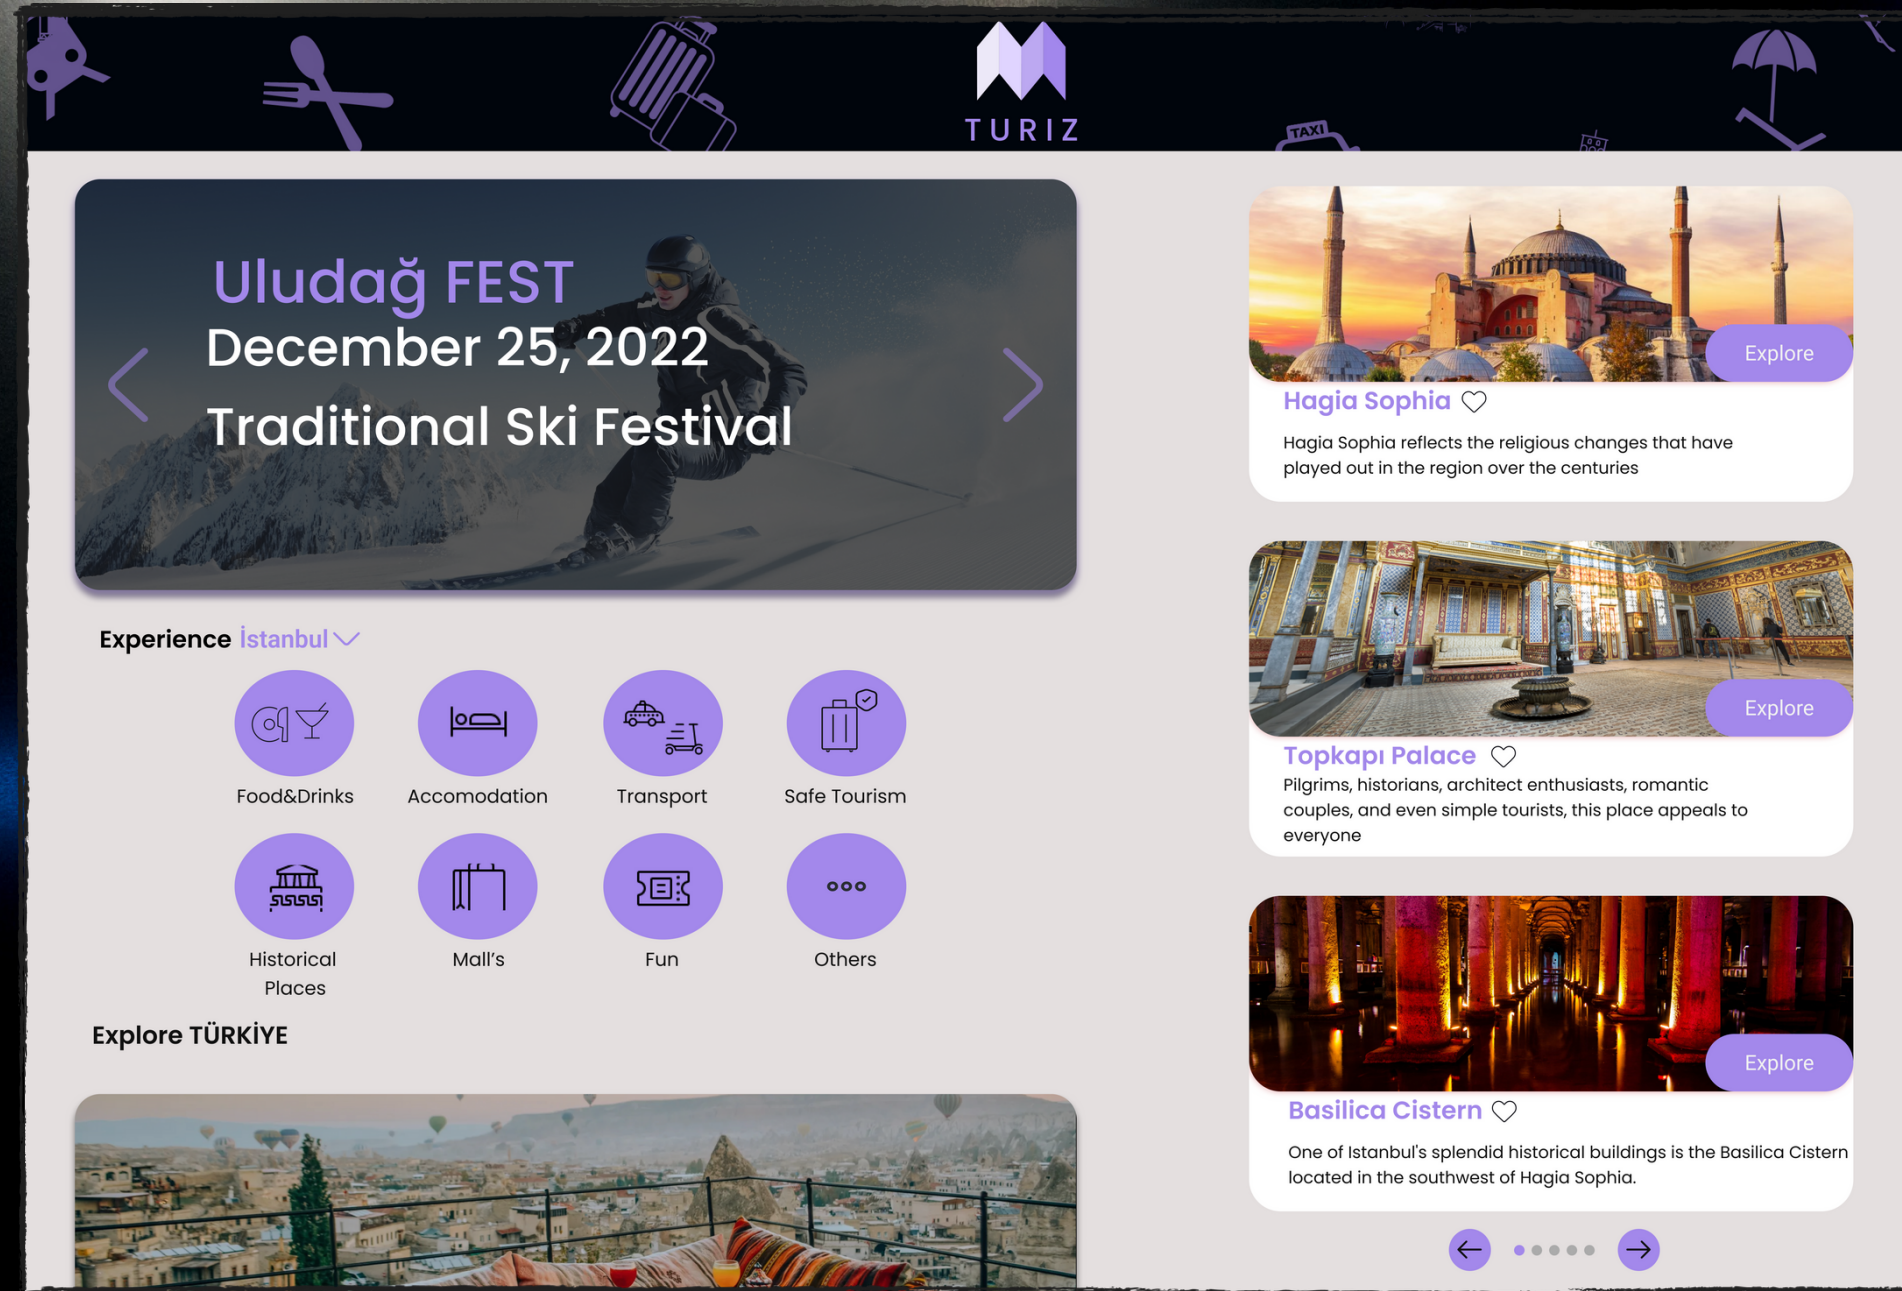 TURIZ
TAXI
Uludağ FEST
December 25, 2022
Traditional Ski Festival
Experience İstanbul
Food&Drinks
Accomodation
Transport
Safe Tourism
Historical
Places
Mall's
Fun
Others
Explore TÜRKİYE
Explore
Hagia Sophia
Hagia Sophia reflects the religious changes that have
played out in the region over the centuries
Explore
Topkapı Palace
Pilgrims, historians, architect enthusiasts, romantic
couples, and even simple tourists, this place appeals to
everyone
Explore
Basilica Cistern
One of Istanbul's splendid historical buildings is the Basilica Cistern
located in the southwest of Hagia Sophia.